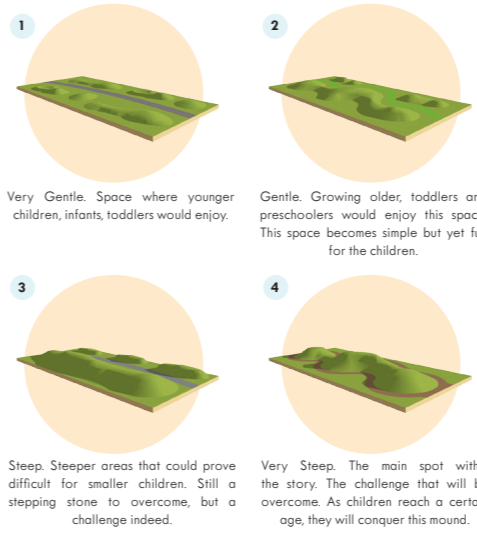 1
Very Gentle. Space where younger
children, infants, toddlers would enjoy.
2
Gentle. Growing older, toddlers
preschoolers would enjoy this
This space becomes simple but yet
for the children.
3
Steep. Steeper areas that could prove
difficult for smaller children. Still a
stepping stone to overcome, but a
challenge indeed.
4
Very Steep. The main spot
the story. The challenge that will
overcome. As children reach a
age, they will conquer this mound.